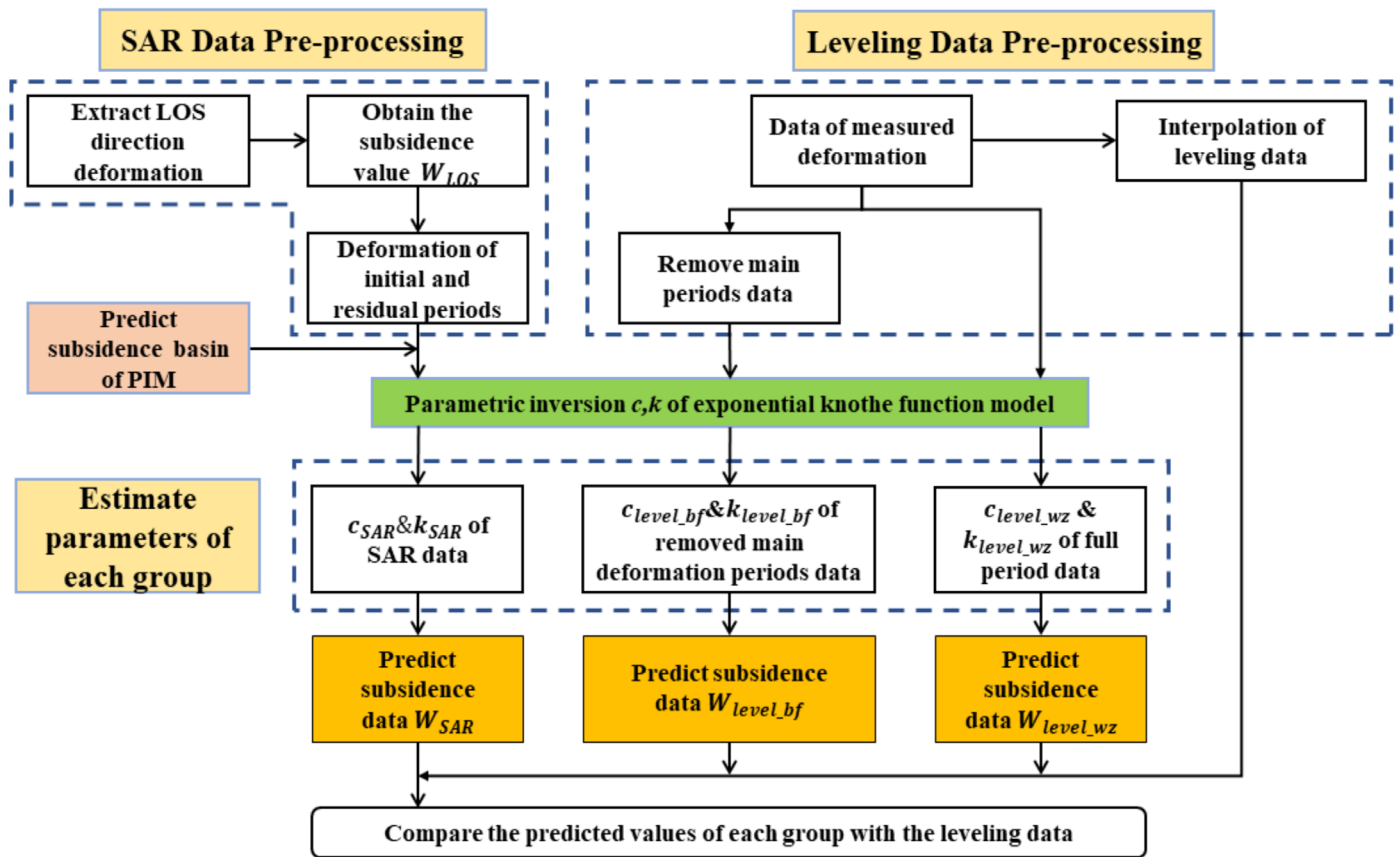 SAR Data Pre-processing
Leveling Data Pre-processing
Extract LOS
direction
deformation
Obtain the
subsidence
value W_LOS
Data of measured
deformation
Interpolation of
leveling data
Deformation of
initial and
residual periods
Remove main
periods data
Predict
subsidence basin
of PIM
Parametric inversion c,k of exponential knothe function model
Estimate
parameters of
each group
c_SAR&k_SAR of
SAR data
c_level_bf&k_level_bf of
removed main
deformation periods data
c_level_wz &
k_level_wz of full
period data
Predict
subsidence
data W_SAR
Predict subsidence
data W_level_bf
Predict
subsidence
data W_level_wz
Compare the predicted values of each group with the leveling data